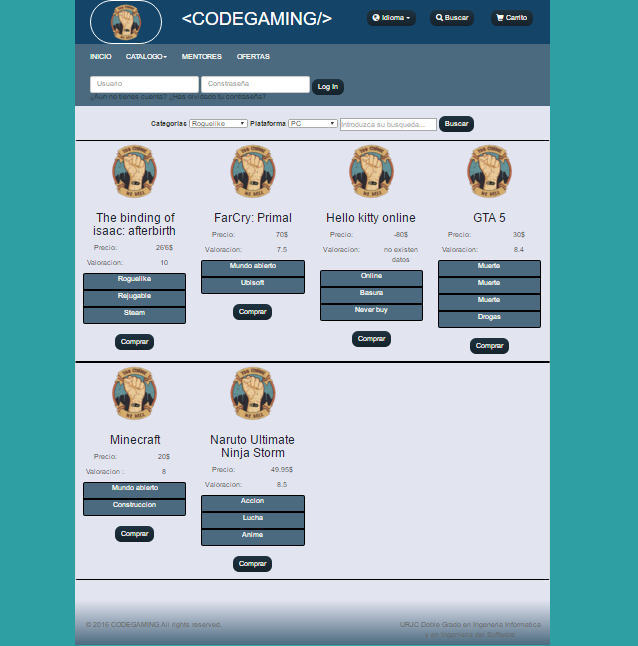 <CODEGAMING/>
Idioma
Buscar
Carrito
INICIO CATALOGO MENTORES OFERTAS
Usuario
Constraseña
Log In
¿Aún no tienes cuenta? ¿Has olvidado tu contraseña?
Categorias Roguelike Plataforma PC Introduzca su busqueda... Buscar
The binding of
isaac: afterbirth
Precio: 26'6$
Valoracion: 10
Roguelike
Rejugable
Steam
Comprar
FarCry: Primal
Precio: 70$
Valoracion: 7.5
Mundo abierto
Ubisoft
Comprar
Hello kitty online
Precio: -80$
Valoracion: no existen
datos
Online
Basura
Never buy
Comprar
GTA 5
Precio: 30$
Valoracion: 8.4
Muerte
Muerte
Muerte
Drogas
Comprar
Minecraft
Precio: 20$
Valoracion : 8
Mundo abierto
Construccion
Comprar
Naruto Ultimate
Ninja Storm
Precio: 49.95$
Valoracion: 8.5
Accion
Lucha
Anime
Comprar
© 2016 CODEGAMING All rights reserved.
URJC Doble Grado en Ingeneria Informatica
y en Ingenieria del Software